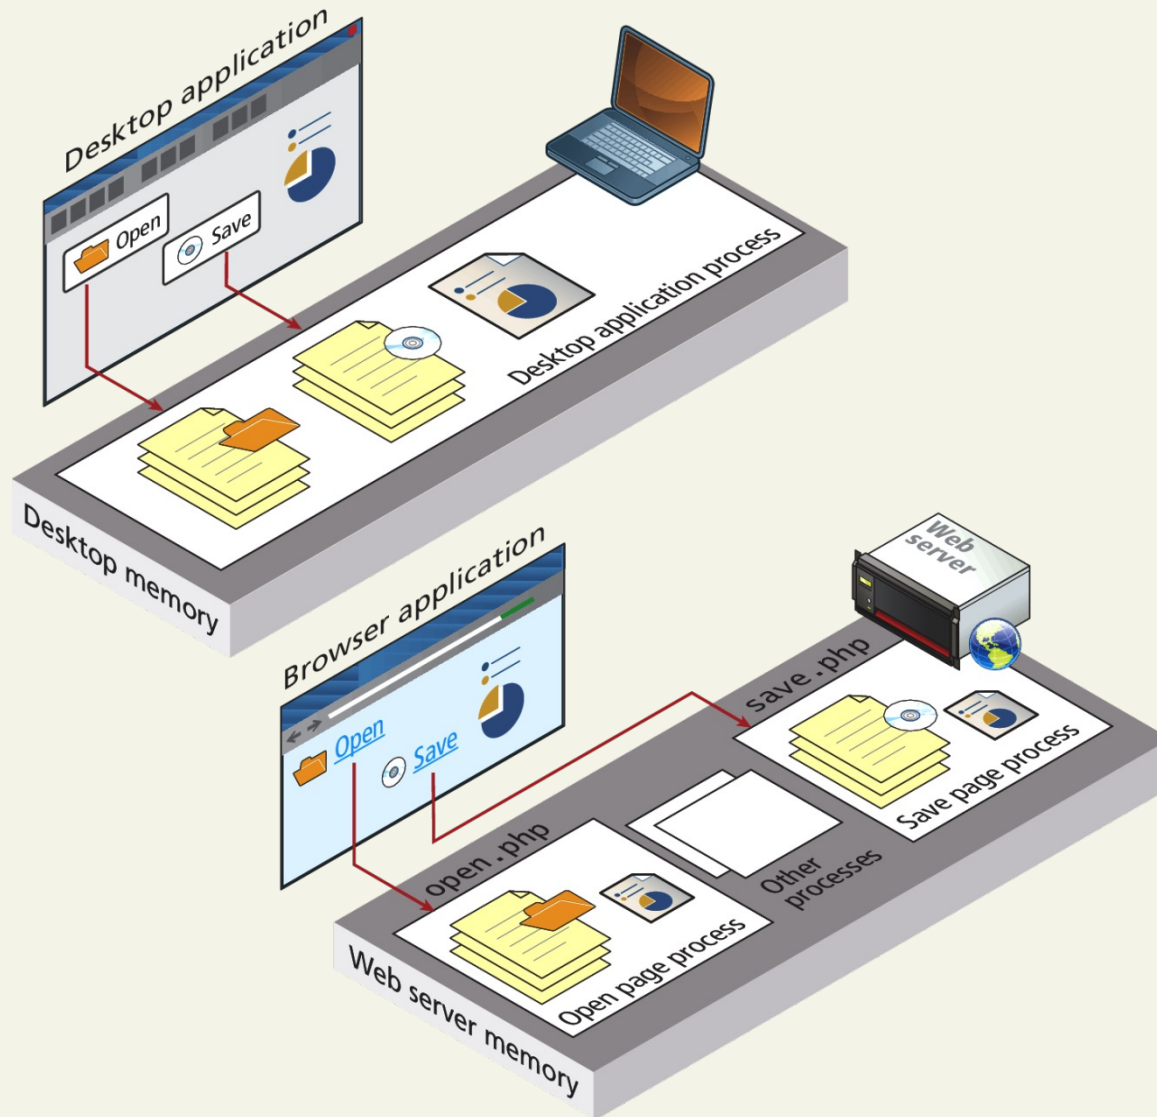 Desktop application
Open
Save
Desktop application process
Desktop memory
Browser application
Open
Save
Web
server
save.php
Save page process
open.php
Other
processes
Open page process
Web server memory